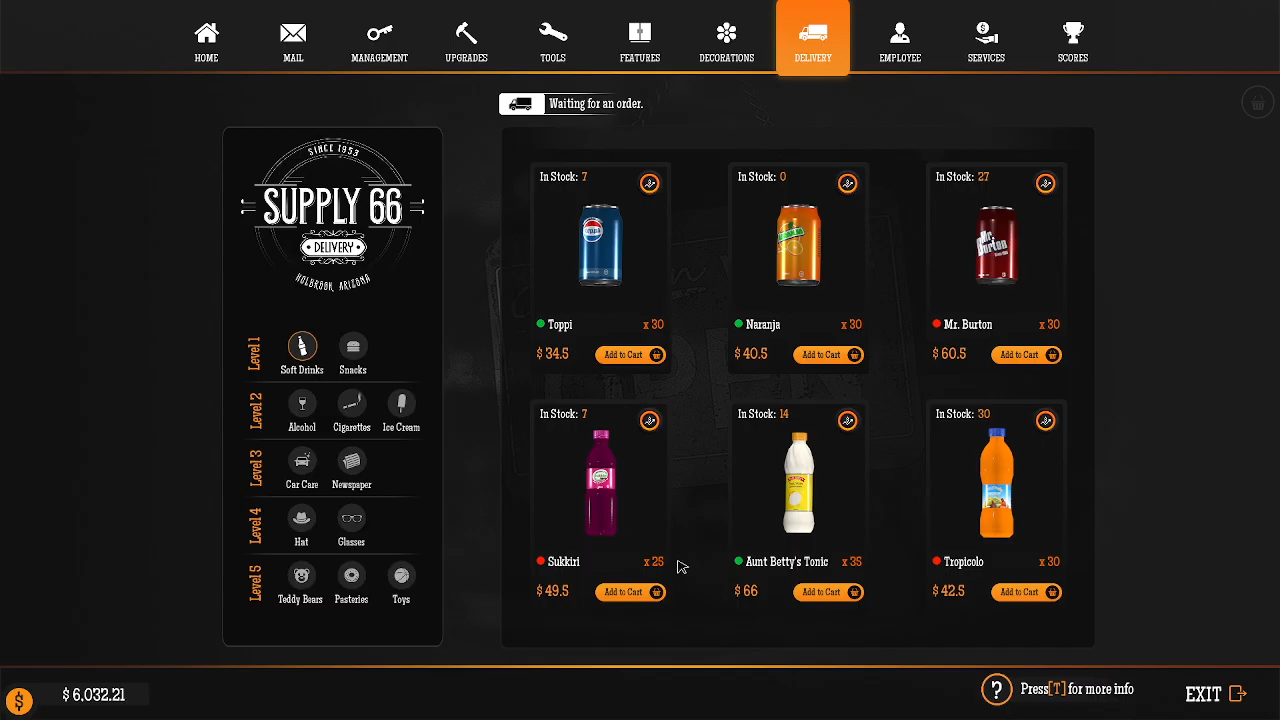 HOME
MAIL
MANAGEMENT
UPGRADES
TOOLS
FEATURES
DECORATIONS
DELIVERY
EMPLOYEE
SERVICES
SCORES
Waiting for an order.
SINCE 1953
SUPPLY 66
DELIVERY
HOLBROOK, ARIZONA
Level 1
Soft Drinks
Snacks
Level 2
Alcohol
Cigarettes
Ice Cream
Level 3
Car Care
Newspaper
Level 4
Hat
Glasses
Level 5
Teddy Bears
Pasteries
Toys
In Stock: 7
Toppi x 30
$ 34.5 Add to Cart
In Stock: 0
Naranja x 30
$ 40.5 Add to Cart
In Stock: 27
Mr. Burton
Mr. Burton x 30
$ 60.5 Add to Cart
In Stock: 7
Sukkiri x 25
$ 49.5 Add to Cart
In Stock: 14
Aunt Betty's Tonic x 35
$ 66 Add to Cart
In Stock: 30
Tropicolo x 30
$ 42.5 Add to Cart
$ $ 6,032.21
? Press[T] for more info
EXIT